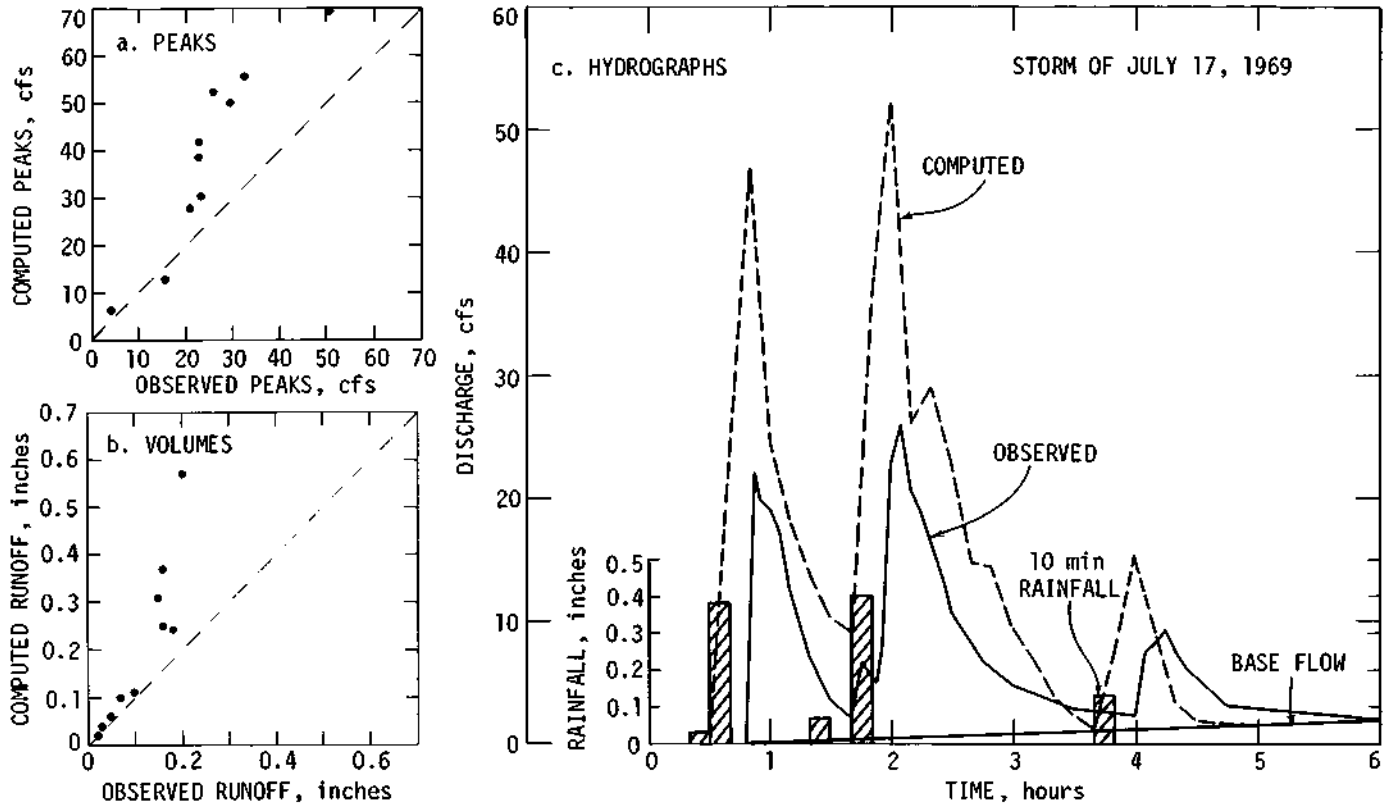 a. PEAKS
COMPUTED PEAKS, cfs
70
60
50
40
30
20
10
0
0 10 20 30 40 50 60 70
OBSERVED PEAKS, cfs
b. VOLUMES
COMPUTED RUNOFF, inches
0.7
0.6
0.5
0.4
0.3
0.2
0.1
0
0 0.2 0.4 0.6
OBSERVED RUNOFF, inches
c. HYDROGRAPHS
STORM OF JULY 17, 1969
DISCHARGE, cfs
60
50
40
30
20
10
0
COMPUTED
OBSERVED
10 min
RAINFALL
BASE FLOW
RAINFALL, inches
0.5
0.4
0.3
0.2
0.1
0
0 1 2 3 4 5 6
TIME, hours